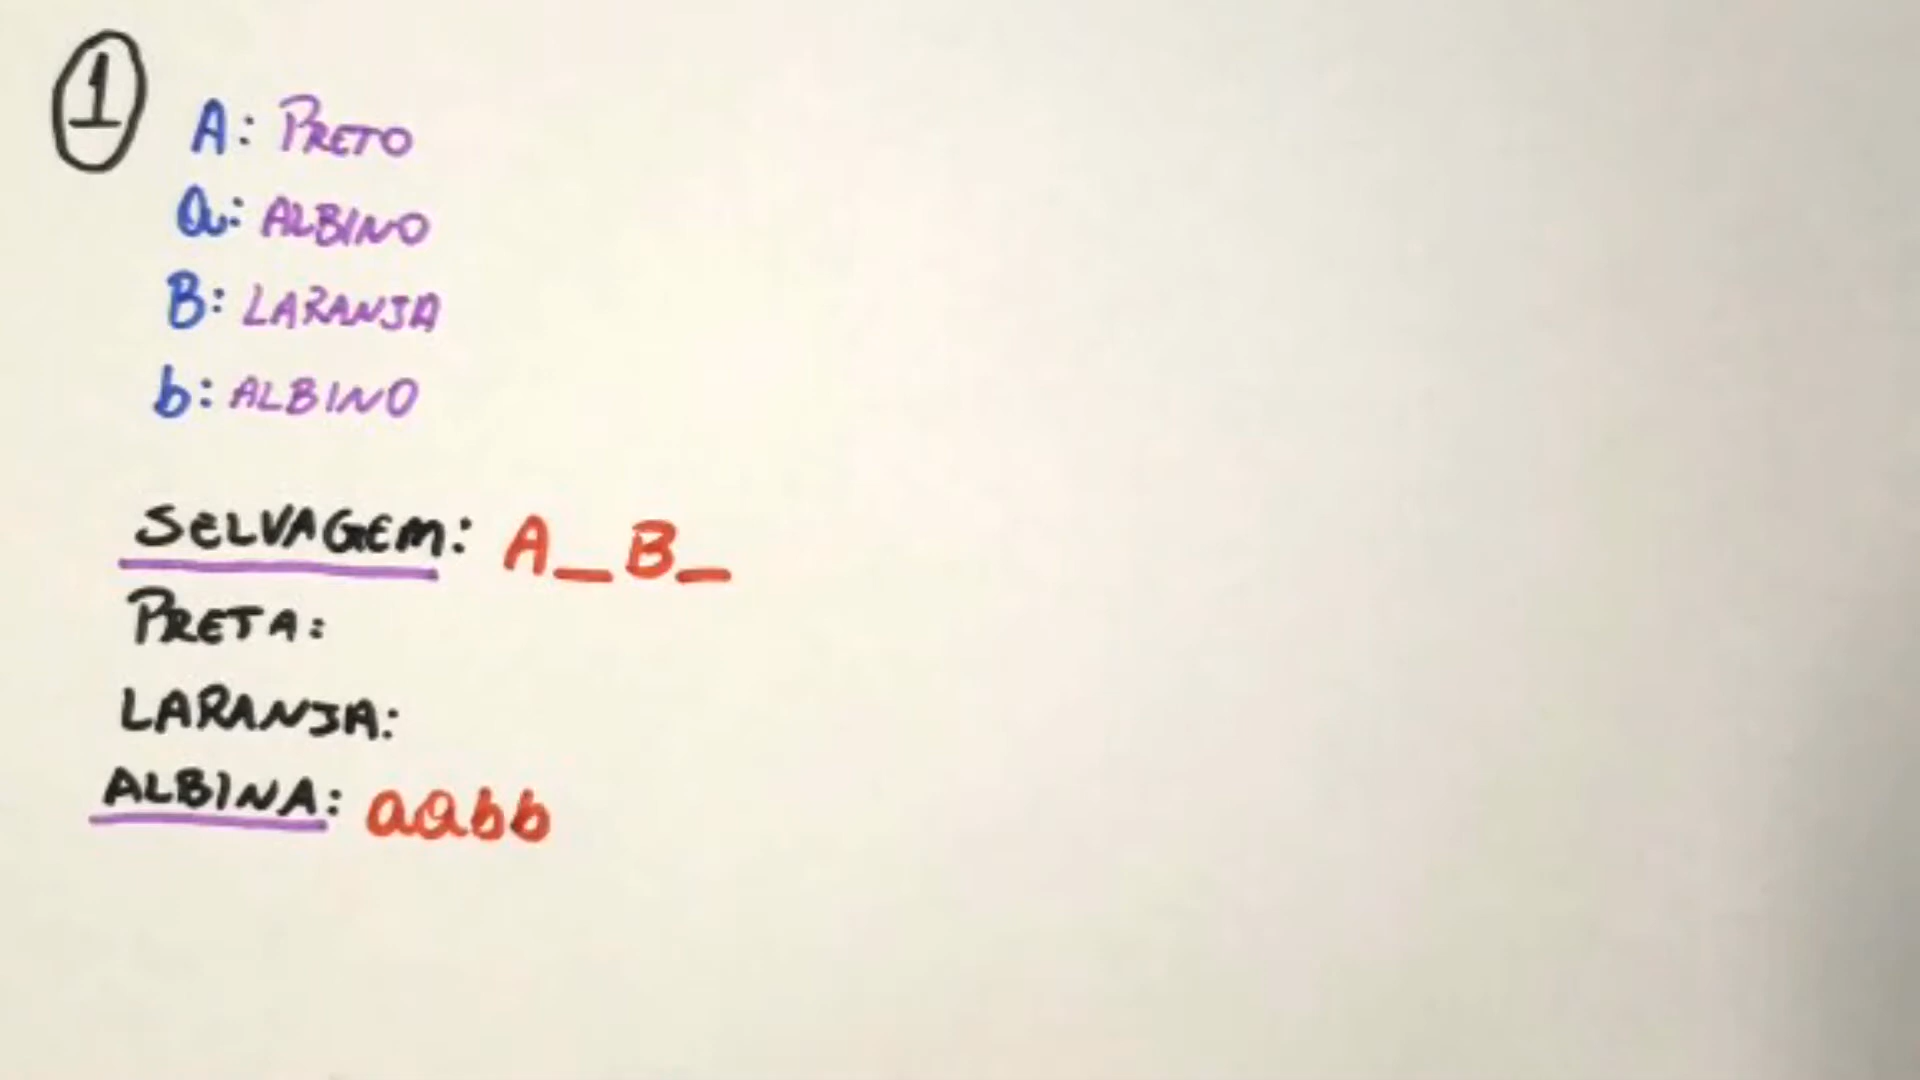 1
A: PRETO
a: ALBINO
B: LARANJA
b: ALBINO
SELVAGEM: A_B_
PRETA:
LARANJA:
ALBINA: aabb